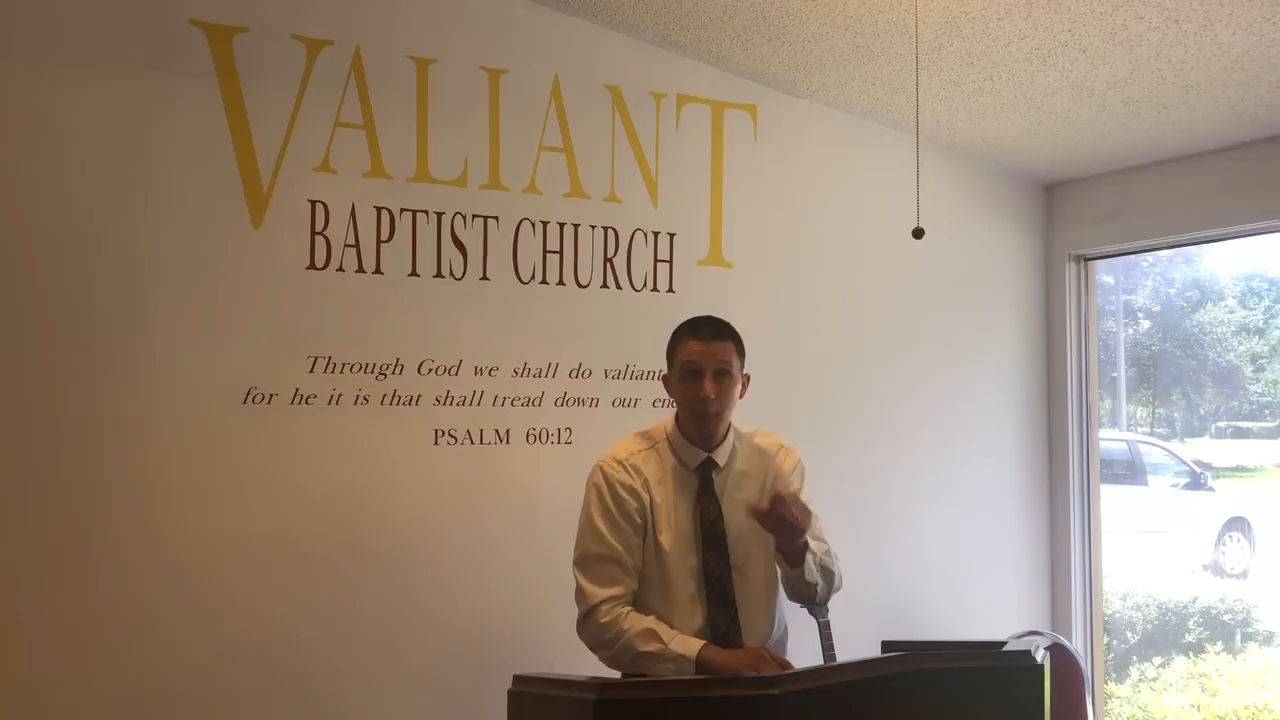 VALIANT
BAPTIST CHURCH
Through God we shall do valiant
for he it is that shall tread down our
PSALM 60:12